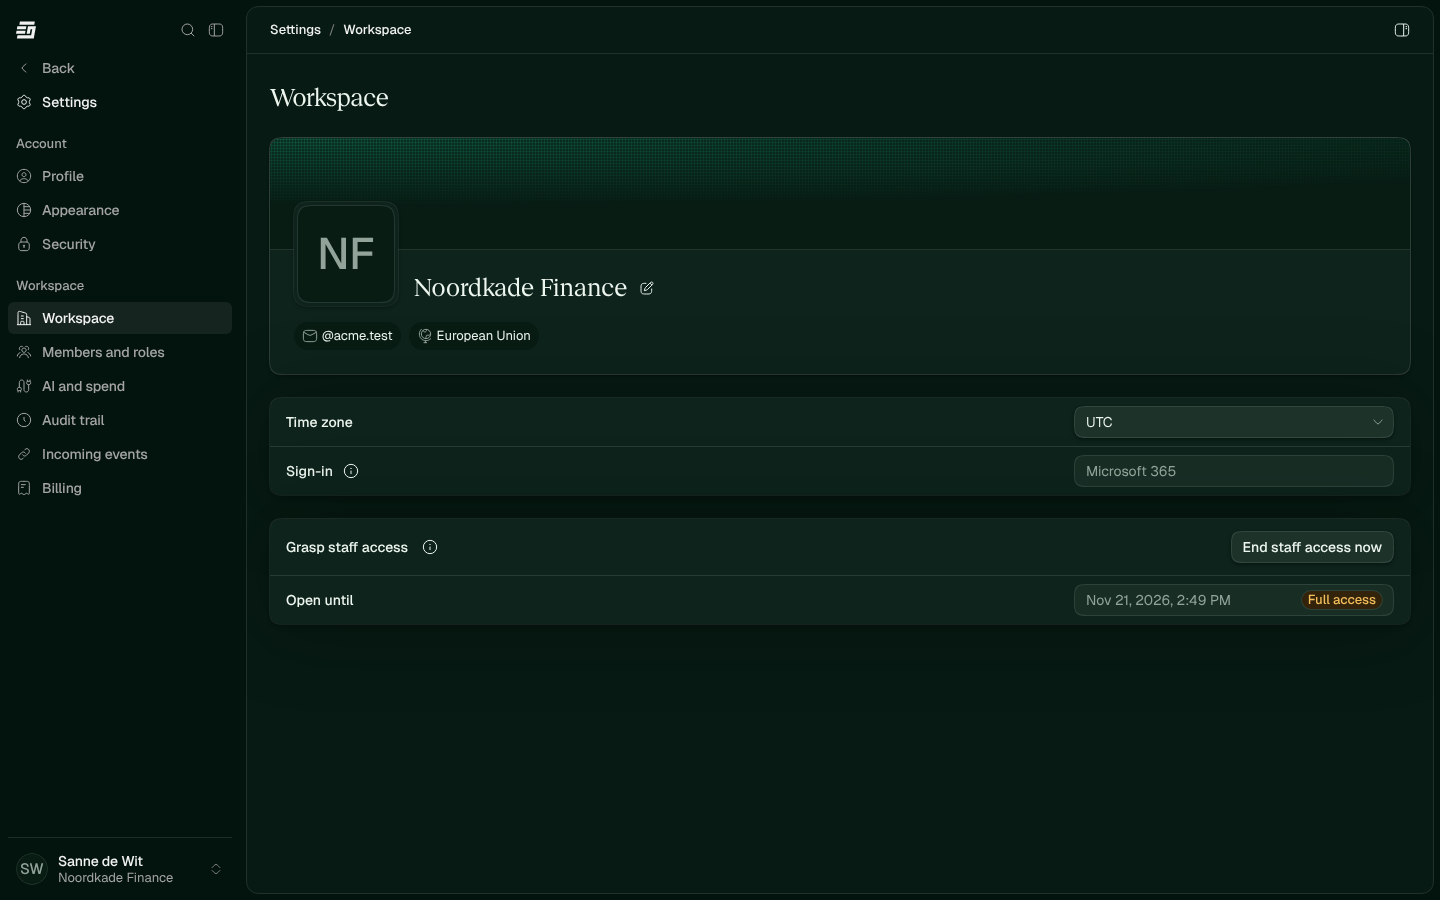 Settings / Workspace
Back
Settings
Account
Profile
Appearance
Security
Workspace
Workspace
Members and roles
AI and spend
Audit trail
Incoming events
Billing
SW
Sanne de Wit
Noordkade Finance
Workspace
NF
Noordkade Finance
@acme.test
European Union
Time zone
UTC
Sign-in
Microsoft 365
Grasp staff access
End staff access now
Open until
Nov 21, 2026, 2:49 PM
Full access